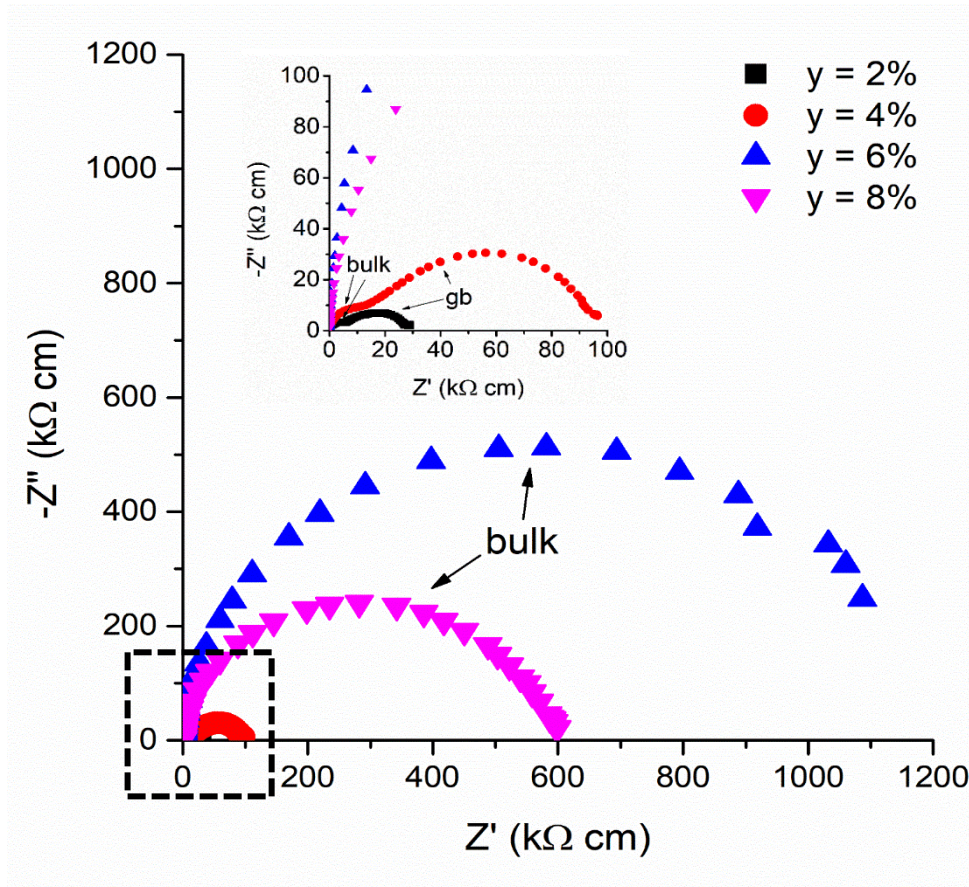 1200
1000
800
600
400
200
0
-Z" (kΩ cm)
0 200 400 600 800 1000 1200
Z' (kΩ cm)
y = 2%
y = 4%
y = 6%
y = 8%
bulk
100
80
60
40
20
0
-Z" (kΩ cm)
bulk
gb
0 20 40 60 80 100
Z' (kΩ cm)